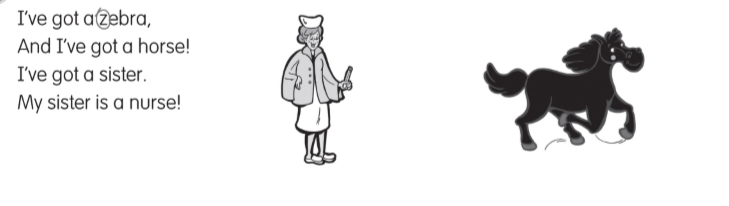 I've got a zebra,
And I've got a horse!
I've got a sister.
My sister is a nurse!